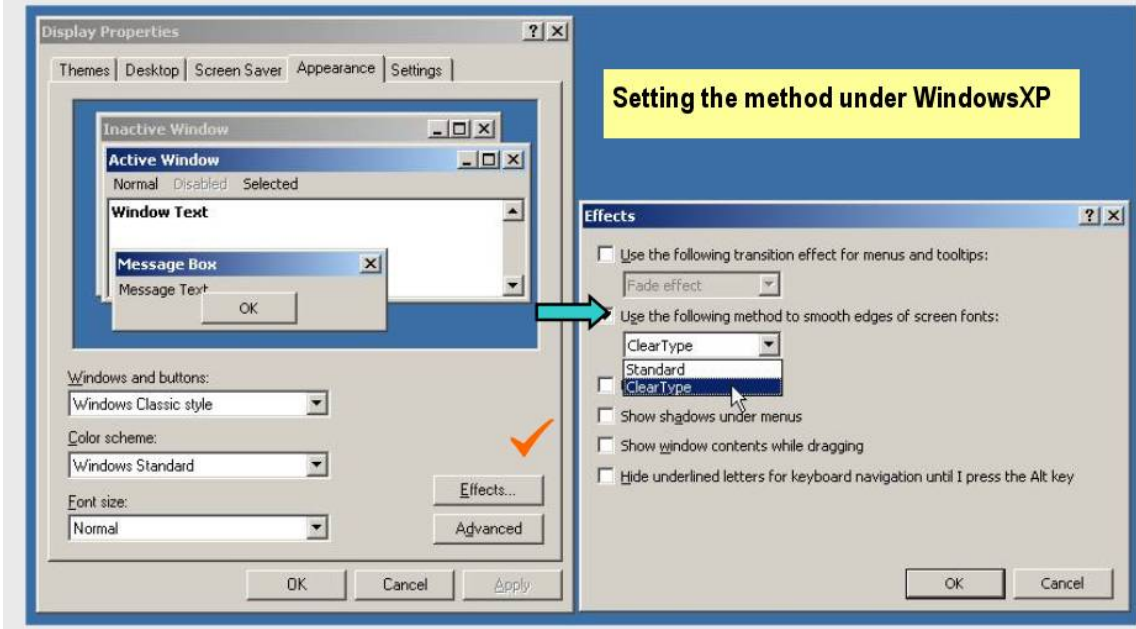 Display Properties
Themes Desktop Screen Saver Appearance Settings
Inactive Window
Active Window
Normal Disabled Selected
Window Text
Message Box
Message Text
OK
Windows and buttons:
Windows Classic style
Color scheme:
Windows Standard
Font size:
Normal
Effects...
Advanced
OK Cancel Apply
Setting the method under WindowsXP
Effects
Use the following transition effect for menus and tooltips:
Fade effect
Use the following method to smooth edges of screen fonts:
ClearType
Standard
ClearType
Show shadows under menus
Show window contents while dragging
Hide underlined letters for keyboard navigation until I press the Alt key
OK Cancel